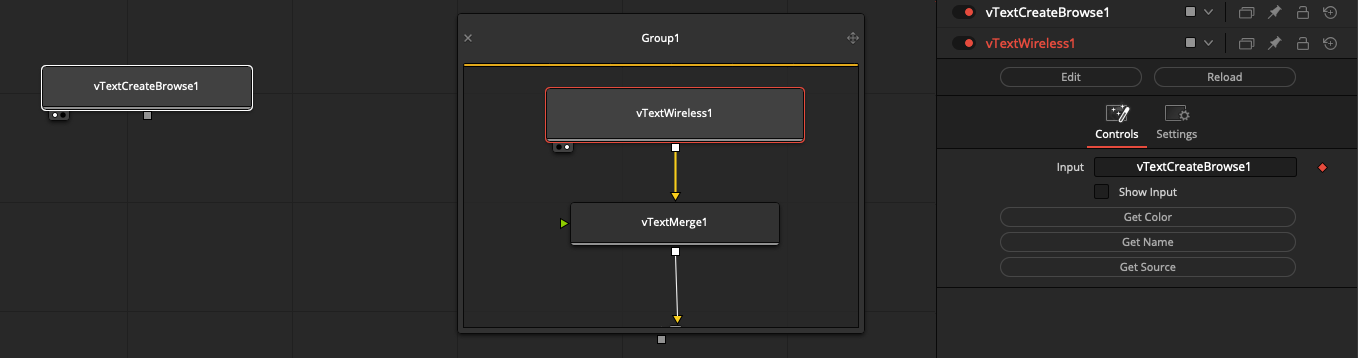 vTextCreateBrowse1
Group1
vTextWireless1
vTextMerge1
vTextCreateBrowse1
vTextWireless1
Edit
Reload
Controls
Settings
Input
vTextCreateBrowse1
Show Input
Get Color
Get Name
Get Source